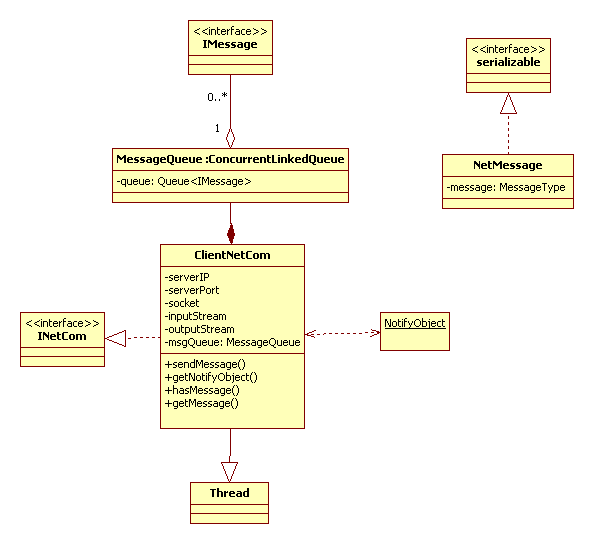 <<interface>>
IMessage
<<interface>>
serializable
0..*
1
MessageQueue :ConcurrentLinkedQueue
-queue: Queue<IMessage>
NetMessage
-message: MessageType
ClientNetCom
-serverIP
-serverPort
-socket
-inputStream
-outputStream
-msgQueue: MessageQueue
+sendMessage()
+getNotifyObject()
+hasMessage()
+getMessage()
<<interface>>
INetCom
NotifyObject
Thread